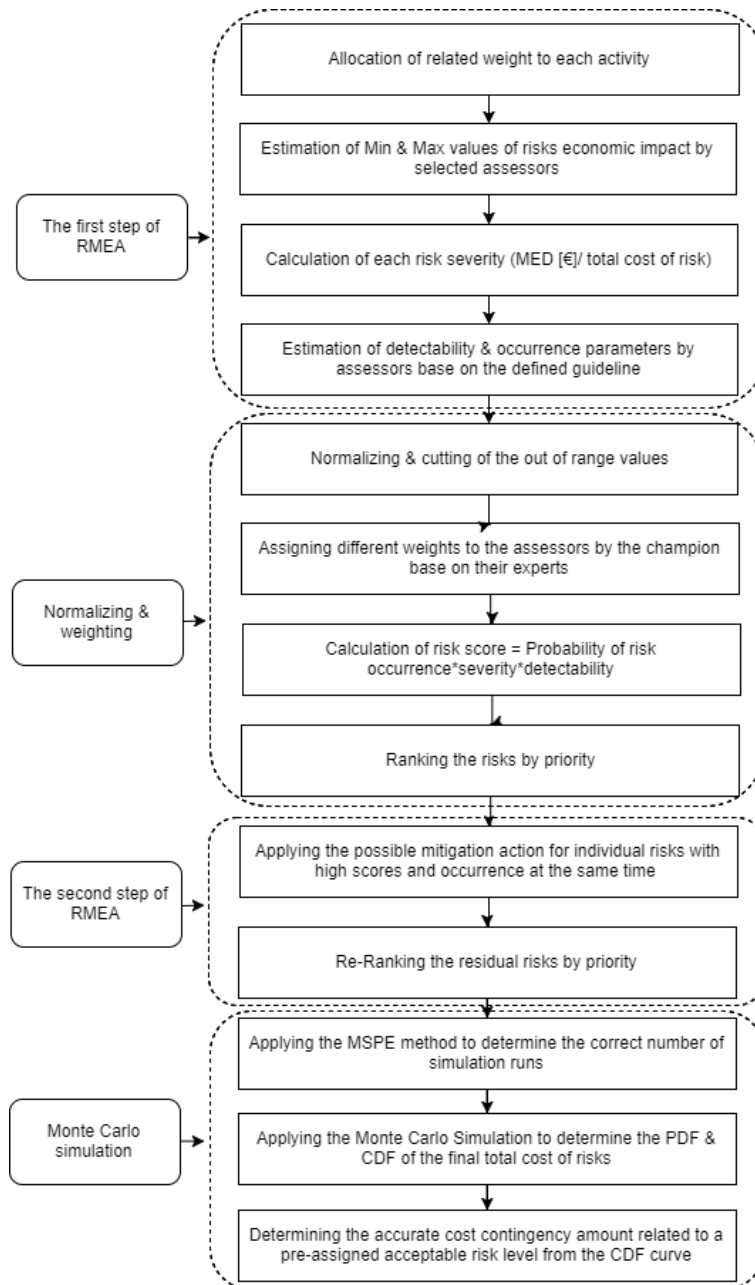 Allocation of related weight to each activity
Estimation of Min & Max values of risks economic impact by
selected assessors
The first step of
RMEA
Calculation of each risk severity (MED [€]/ total cost of risk)
Estimation of detectability & occurrence parameters by
assessors base on the defined guideline
Normalizing & cutting of the out of range values
Assigning different weights to the assessors by the champion
base on their experts
Normalizing &
weighting
Calculation of risk score = Probability of risk
occurrence*severity*detectability
Ranking the risks by priority
Applying the possible mitigation action for individual risks with
high scores and occurrence at the same time
The second step of
RMEA
Re-Ranking the residual risks by priority
Applying the MSPE method to determine the correct number of
simulation runs
Monte Carlo
simulation
Applying the Monte Carlo Simulation to determine the PDF &
CDF of the final total cost of risks
Determining the accurate cost contingency amount related to a
pre-assigned acceptable risk level from the CDF curve